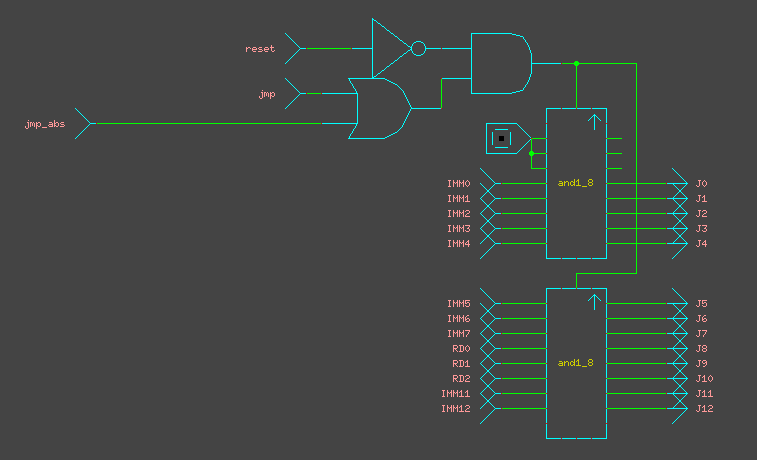 reset
jmp
jmp_abs
and1_8
IMM0 J0
IMM1 J1
IMM2 J2
IMM3 J3
IMM4 J4
IMM5 J5
IMM6 J6
IMM7 J7
RD0 J8
and1_8
RD1 J9
RD2 J10
IMM11 J11
IMM12 J12